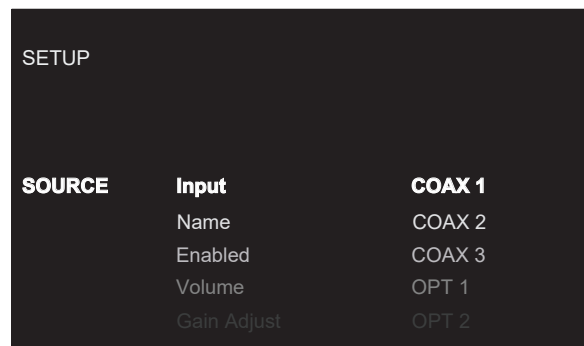 SETUP
SOURCE Input COAX 1
Name COAX 2
Enabled COAX 3
Volume OPT 1
Gain Adjust OPT 2